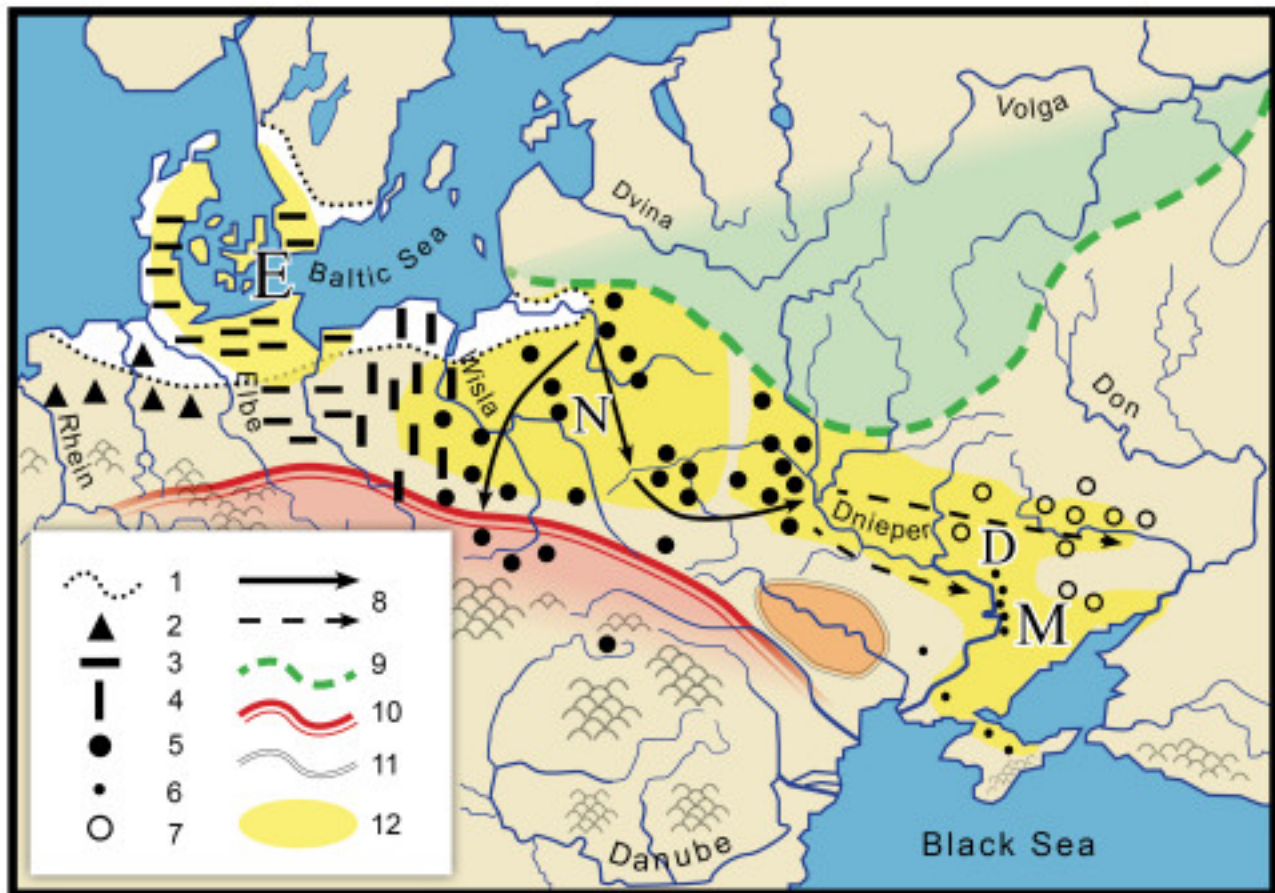 Volga
Dvina
E
Baltic Sea
Wisla
Elbe
Rhein
N
Don
Dnieper
D
M
Danube
Black Sea
1
2
3
4
5
6
7
8
9
10
11
12